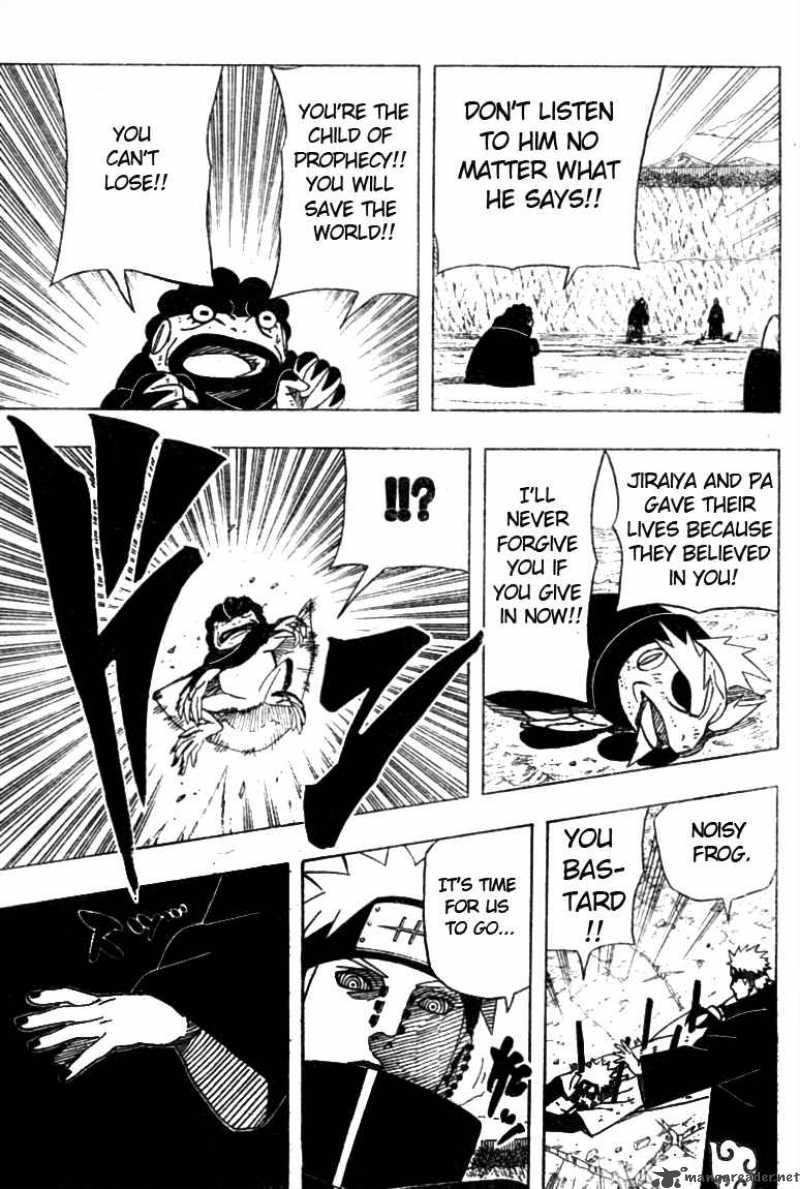 DON'T LISTEN
TO HIM NO
MATTER WHAT
HE SAYS!!
YOU'RE THE
CHILD OF
PROPHECY!!
YOU WILL
SAVE THE
WORLD!!
YOU
CAN'T
LOSE!!
JIRAIYA AND PA
GAVE THEIR
LIVES BECAUSE
THEY BELIEVED
IN YOU!
I'LL
NEVER
FORGIVE
YOU IF
YOU GIVE
IN NOW!!
!!?
ドン
NOISY
FROG.
YOU
BAS-
TARD
!!
IT'S TIME
FOR US
TO GO...
mangareader.net